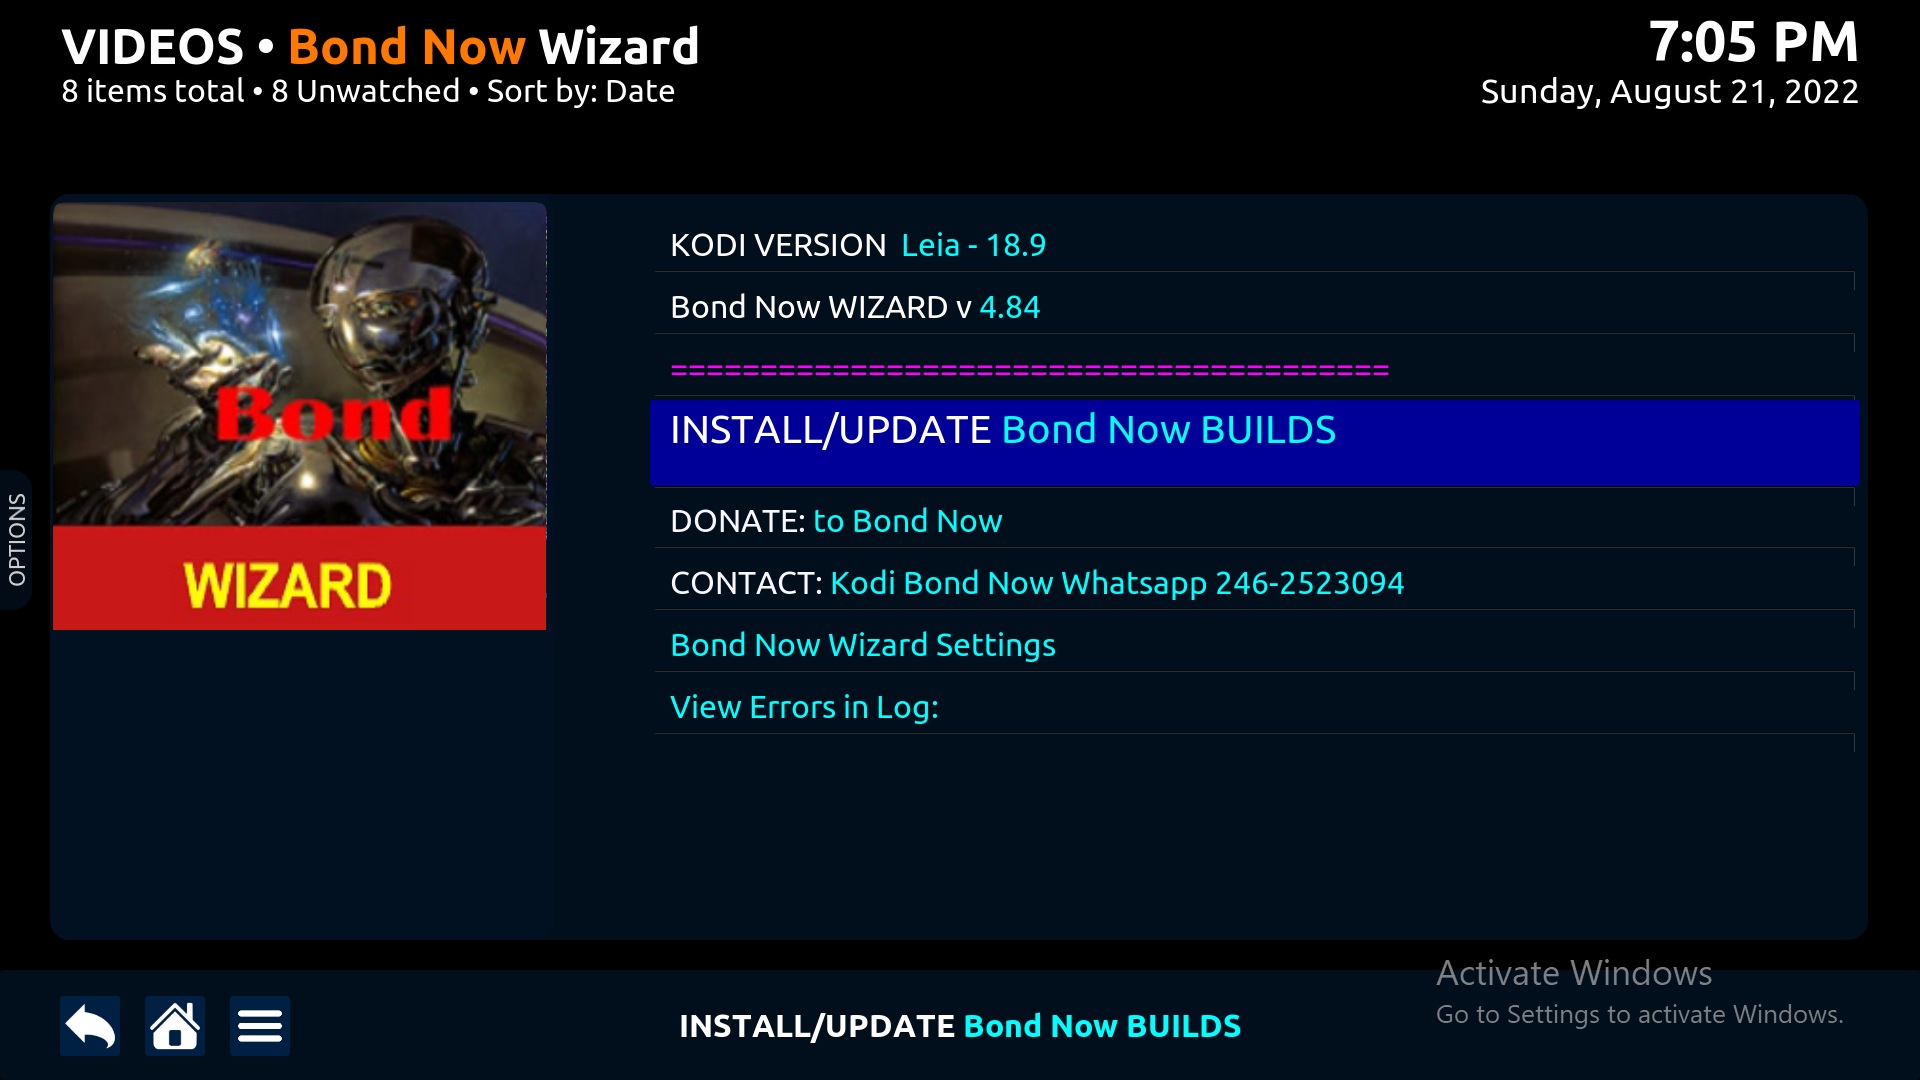 VIDEOS • Bond Now Wizard
8 items total • 8 Unwatched • Sort by: Date
7:05 PM
Sunday, August 21, 2022
OPTIONS
Bond
WIZARD
KODI VERSION Leia - 18.9
Bond Now WIZARD v 4.84
========================================
INSTALL/UPDATE Bond Now BUILDS
DONATE: to Bond Now
CONTACT: Kodi Bond Now Whatsapp 246-2523094
Bond Now Wizard Settings
View Errors in Log:
Activate Windows
Go to Settings to activate Windows.
INSTALL/UPDATE Bond Now BUILDS